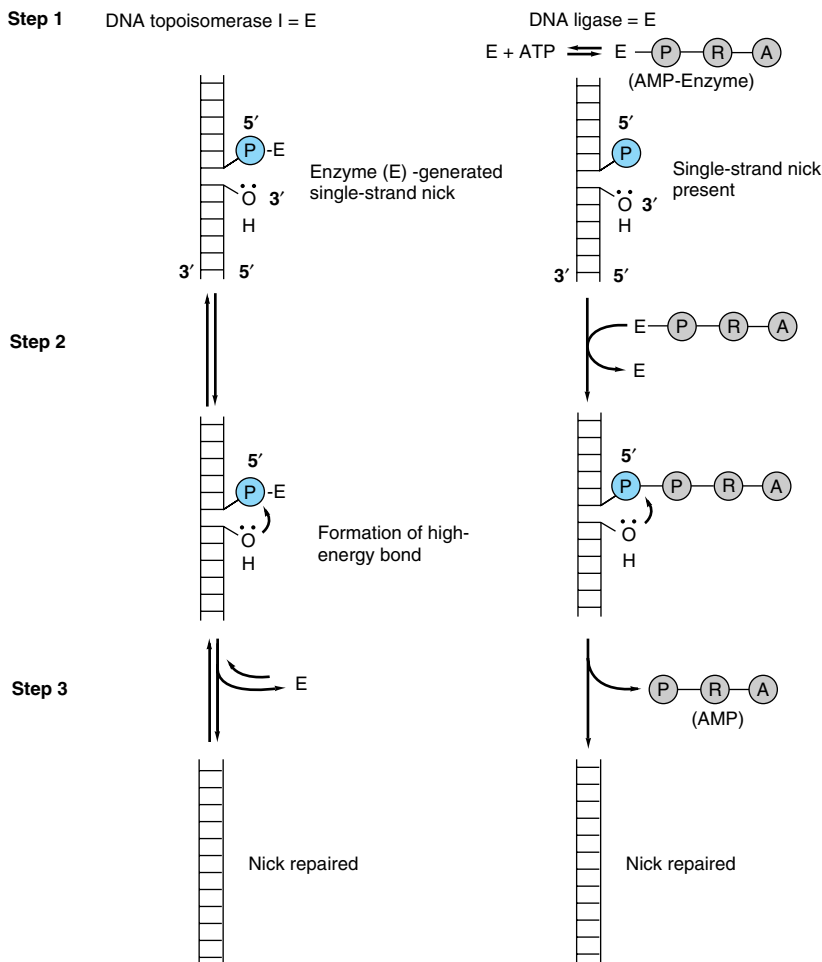 Step 1
DNA topoisomerase I = E
DNA ligase = E
E + ATP
E
P
R
A
(AMP-Enzyme)
5′
P
-E
Enzyme (E) -generated
single-strand nick
O
3′
H
3′
5′
5′
P
Single-strand nick
present
O
3′
H
3′
5′
Step 2
E
P
R
A
E
5′
P
-E
Formation of high-
energy bond
O
H
5′
P
P
R
A
O
H
Step 3
E
P
R
A
(AMP)
Nick repaired
Nick repaired